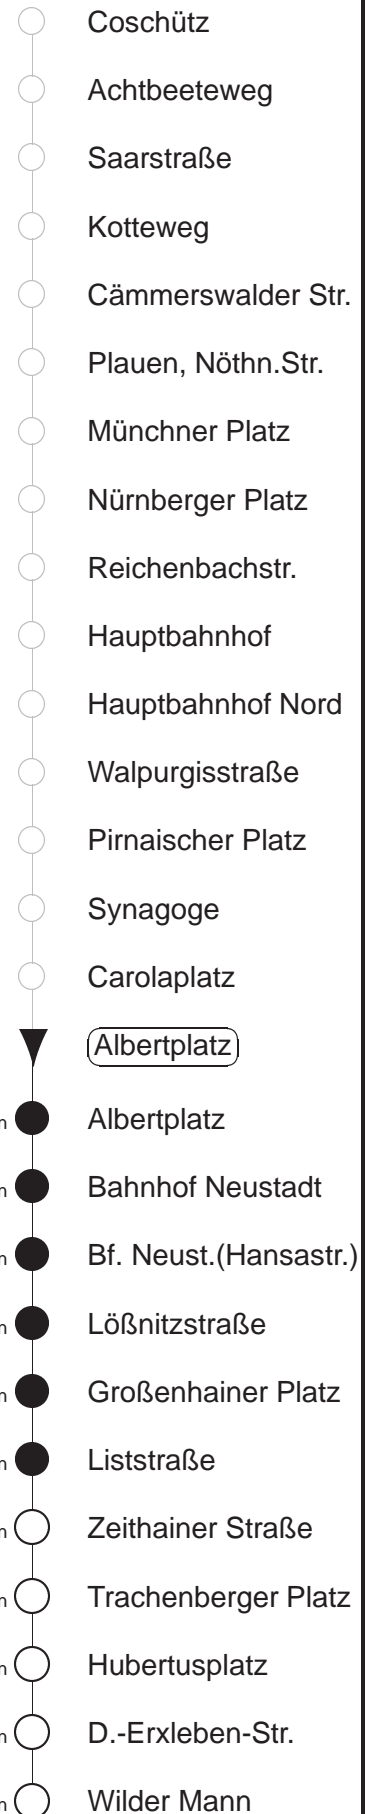 Coschütz
Achtbeeteweg
Saarstraße
Kotteweg
Cämmerswalder Str.
Plauen, Nöthn.Str.
Münchner Platz
Nürnberger Platz
Reichenbachstr.
Hauptbahnhof
Hauptbahnhof Nord
Walpurgisstraße
Pirnaischer Platz
Synagoge
Carolaplatz
Albertplatz
Albertplatz
Bahnhof Neustadt
Bf. Neust.(Hansastr.)
Lößnitzstraße
Großenhainer Platz
Liststraße
Zeithainer Straße
Trachenberger Platz
Hubertusplatz
D.-Erxleben-Str.
Wilder Mann